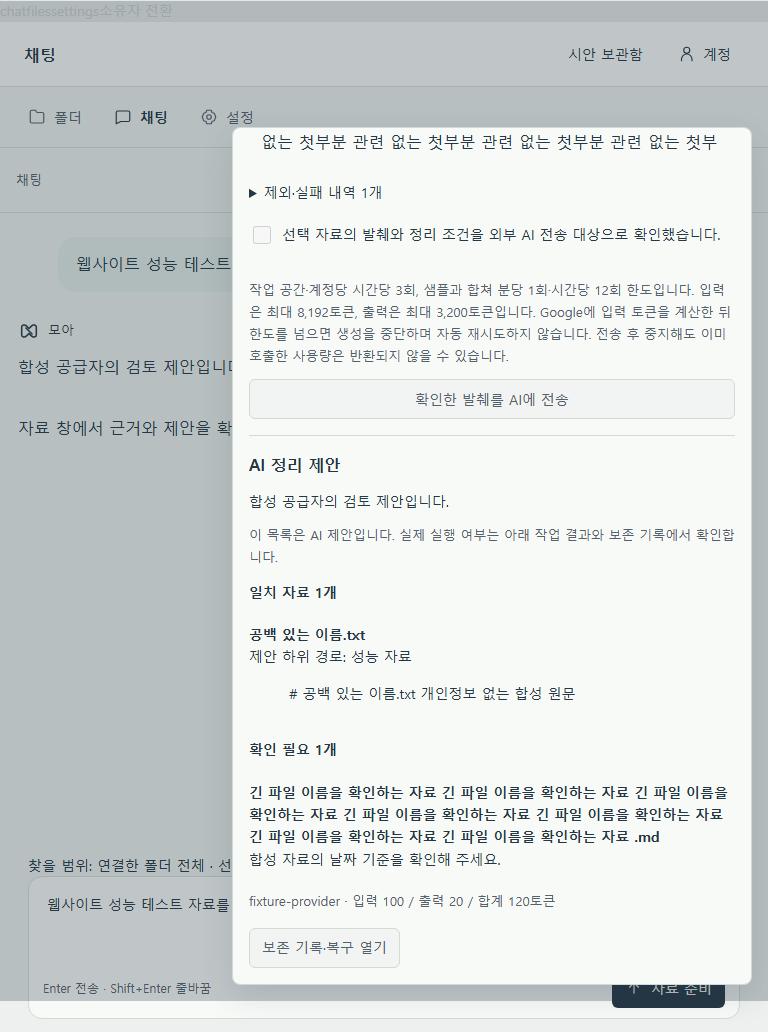 chatfilessettings소유자 전환
채팅
시안 보관함
계정
폴더
채팅
설정
채팅
웹사이트 성능 테스트
모아
합성 공급자의 검토 제안입니다
자료 창에서 근거와 제안을 확
찾을 범위: 연결한 폴더 전체 · 선
웹사이트 성능 테스트 자료를
Enter 전송 · Shift+Enter 줄바꿈
자료 준비
없는 첫부분 관련 없는 첫부분 관련 없는 첫부분 관련 없는 첫부
제외·실패 내역 1개
선택 자료의 발췌와 정리 조건을 외부 AI 전송 대상으로 확인했습니다.
작업 공간·계정당 시간당 3회, 샘플과 합쳐 분당 1회·시간당 12회 한도입니다. 입력
은 최대 8,192토큰, 출력은 최대 3,200토큰입니다. Google에 입력 토큰을 계산한 뒤
한도를 넘으면 생성을 중단하며 자동 재시도하지 않습니다. 전송 후 중지해도 이미
호출한 사용량은 반환되지 않을 수 있습니다.
확인한 발췌를 AI에 전송
AI 정리 제안
합성 공급자의 검토 제안입니다.
이 목록은 AI 제안입니다. 실제 실행 여부는 아래 작업 결과와 보존 기록에서 확인합
니다.
일치 자료 1개
공백 있는 이름.txt
제안 하위 경로: 성능 자료
# 공백 있는 이름.txt 개인정보 없는 합성 원문
확인 필요 1개
긴 파일 이름을 확인하는 자료 긴 파일 이름을 확인하는 자료 긴 파일 이름을
확인하는 자료 긴 파일 이름을 확인하는 자료 긴 파일 이름을 확인하는 자료
긴 파일 이름을 확인하는 자료 긴 파일 이름을 확인하는 자료 .md
합성 자료의 날짜 기준을 확인해 주세요.
fixture-provider · 입력 100 / 출력 20 / 합계 120토큰
보존 기록·복구 열기